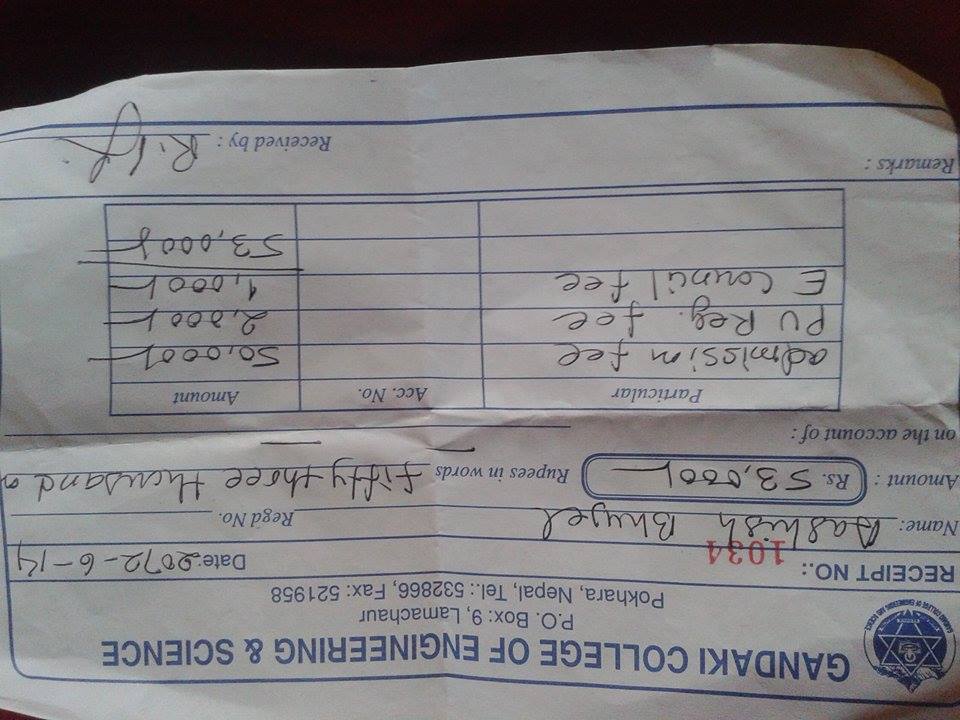 GANDAKI COLLEGE OF ENGINEERING & SCIENCE
P.O. Box: 9, Lamachaur
Pokhara, Nepal, Tel.: 532866, Fax: 521958
RECEIPT NO.: 1034 Date: 2072-6-14
Name: Aashish Bhujel Regd No.
Amount : Rs. 53,000/- Rupees in words fifty three thousand
on the account of :
Particular Acc. No. Amount
admission fee 50,000/-
PU Reg. fee 2,000/-
E Council fee 1,000/-
53,000/-
Remarks :
Received by :